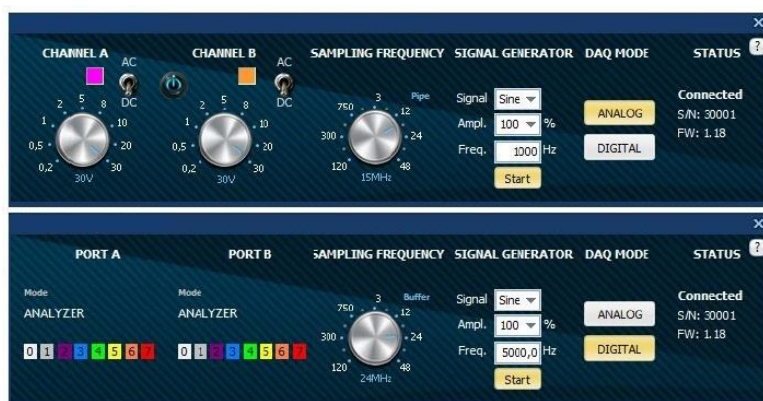 CHANNEL A
AC
DC
0,2 0,5 1 2 5 8 10 20 30
30V
CHANNEL B
AC
DC
0,2 0,5 1 2 5 8 10 20 30
30V
SAMPLING FREQUENCY
Pipe
120 300 750 3 12 24 48
15MHz
SIGNAL GENERATOR
Signal Sine
Ampl. 100 %
Freq. 1000 Hz
Start
DAQ MODE
ANALOG
DIGITAL
STATUS ?
Connected
S/N: 30001
FW: 1.18
PORT A
Mode
ANALYZER
0 1 2 3 4 5 6 7
PORT B
Mode
ANALYZER
0 1 2 3 4 5 6 7
SAMPLING FREQUENCY
Buffer
120 300 750 3 12 24 48
24MHz
SIGNAL GENERATOR
Signal Sine
Ampl. 100 %
Freq. 5000,0 Hz
Start
DAQ MODE
ANALOG
DIGITAL
STATUS ?
Connected
S/N: 30001
FW: 1.18